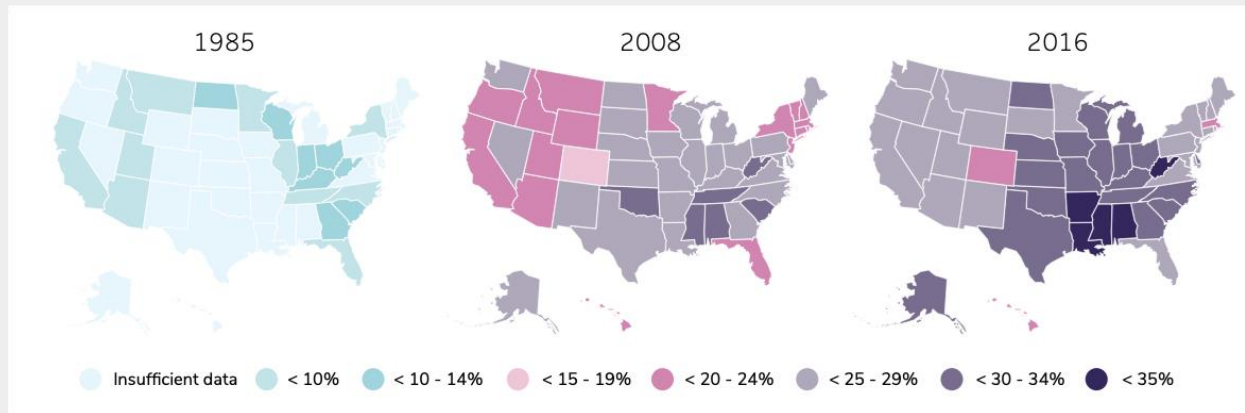 1985 2008 2016
Insufficient data < 10% < 10 - 14% < 15 - 19% < 20 - 24% < 25 - 29% < 30 - 34% < 35%